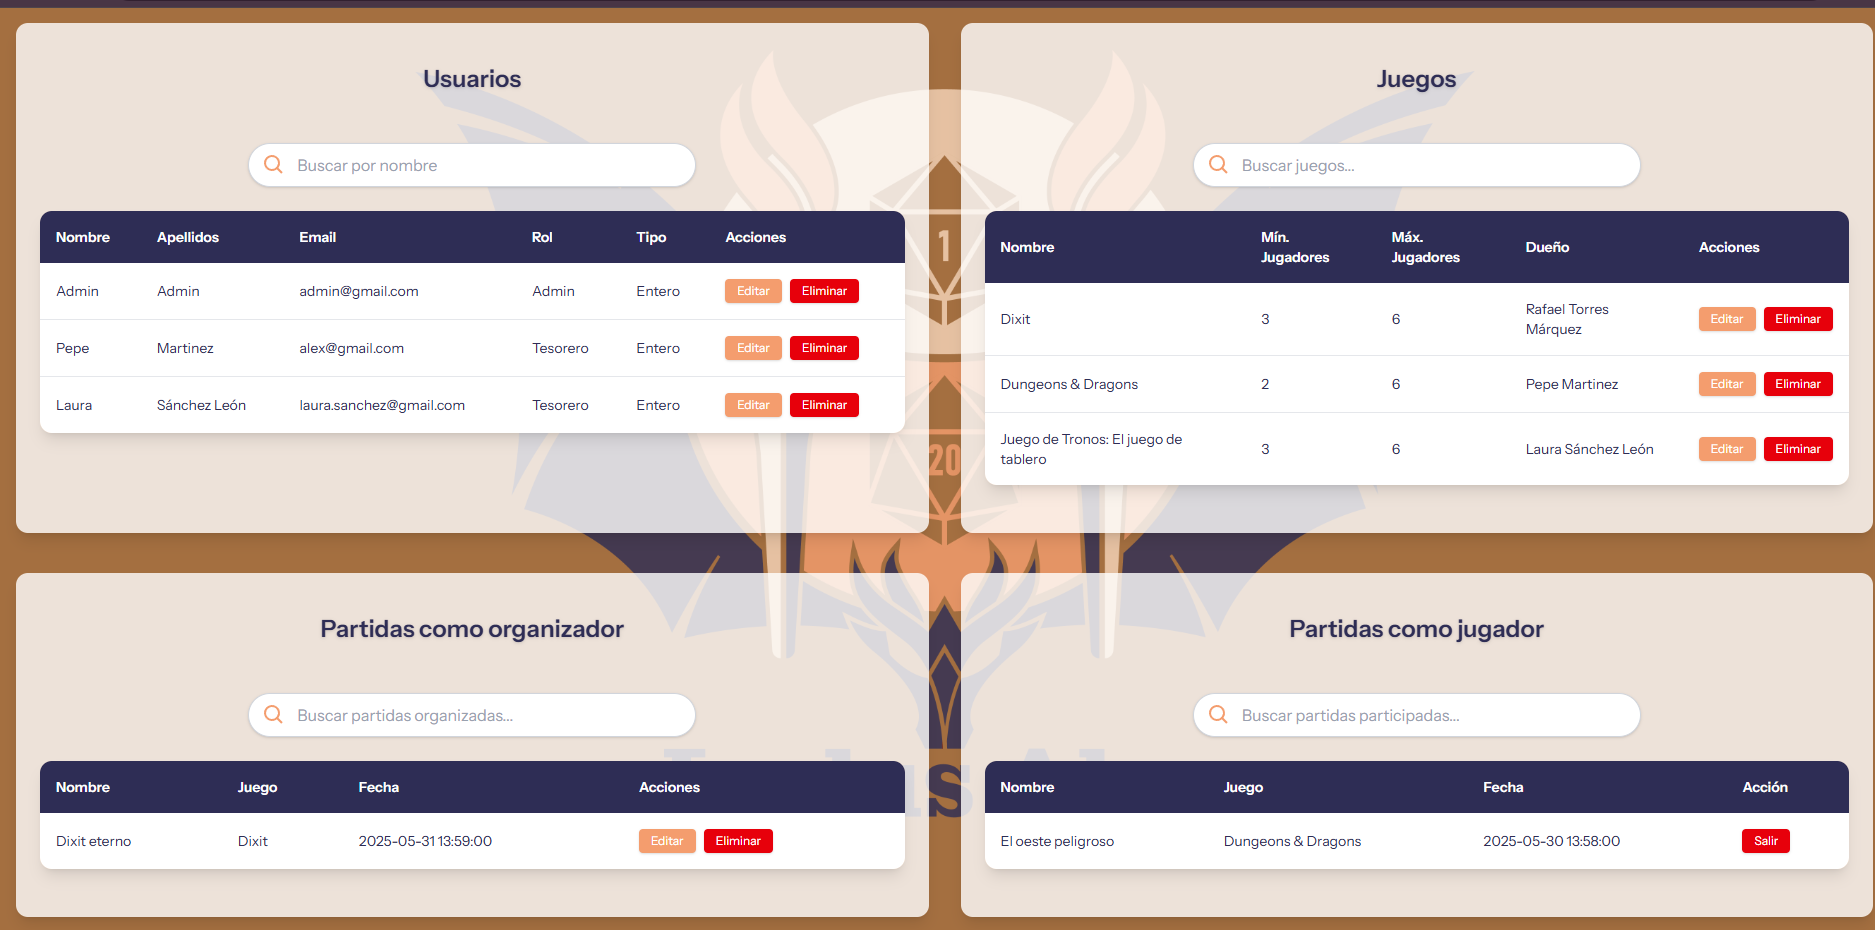 Usuarios
Buscar por nombre
Nombre Apellidos Email Rol Tipo Acciones
Admin Admin admin@gmail.com Admin Entero Editar Eliminar
Pepe Martinez alex@gmail.com Tesorero Entero Editar Eliminar
Laura Sánchez León laura.sanchez@gmail.com Tesorero Entero Editar Eliminar
Juegos
Buscar juegos...
Nombre Mín. Jugadores Máx. Jugadores Dueño Acciones
Dixit 3 6 Rafael Torres Márquez Editar Eliminar
Dungeons & Dragons 2 6 Pepe Martinez Editar Eliminar
Juego de Tronos: El juego de tablero 3 6 Laura Sánchez León Editar Eliminar
1
20
Partidas como organizador
Buscar partidas organizadas...
Nombre Juego Fecha Acciones
Dixit eterno Dixit 2025-05-31 13:59:00 Editar Eliminar
Partidas como jugador
Buscar partidas participadas...
Nombre Juego Fecha Acción
El oeste peligroso Dungeons & Dragons 2025-05-30 13:58:00 Salir